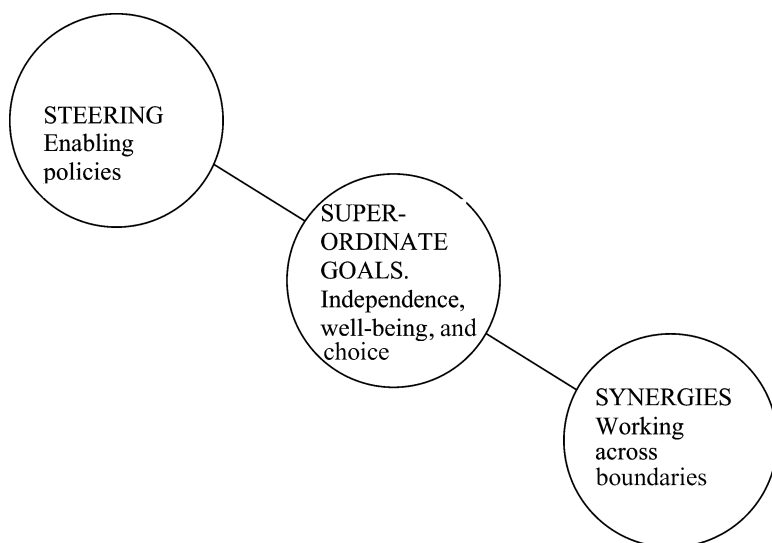 STEERING
Enabling
policies
SUPER-
ORDINATE
GOALS.
Independence,
well-being, and
choice
SYNERGIES
Working
across
boundaries